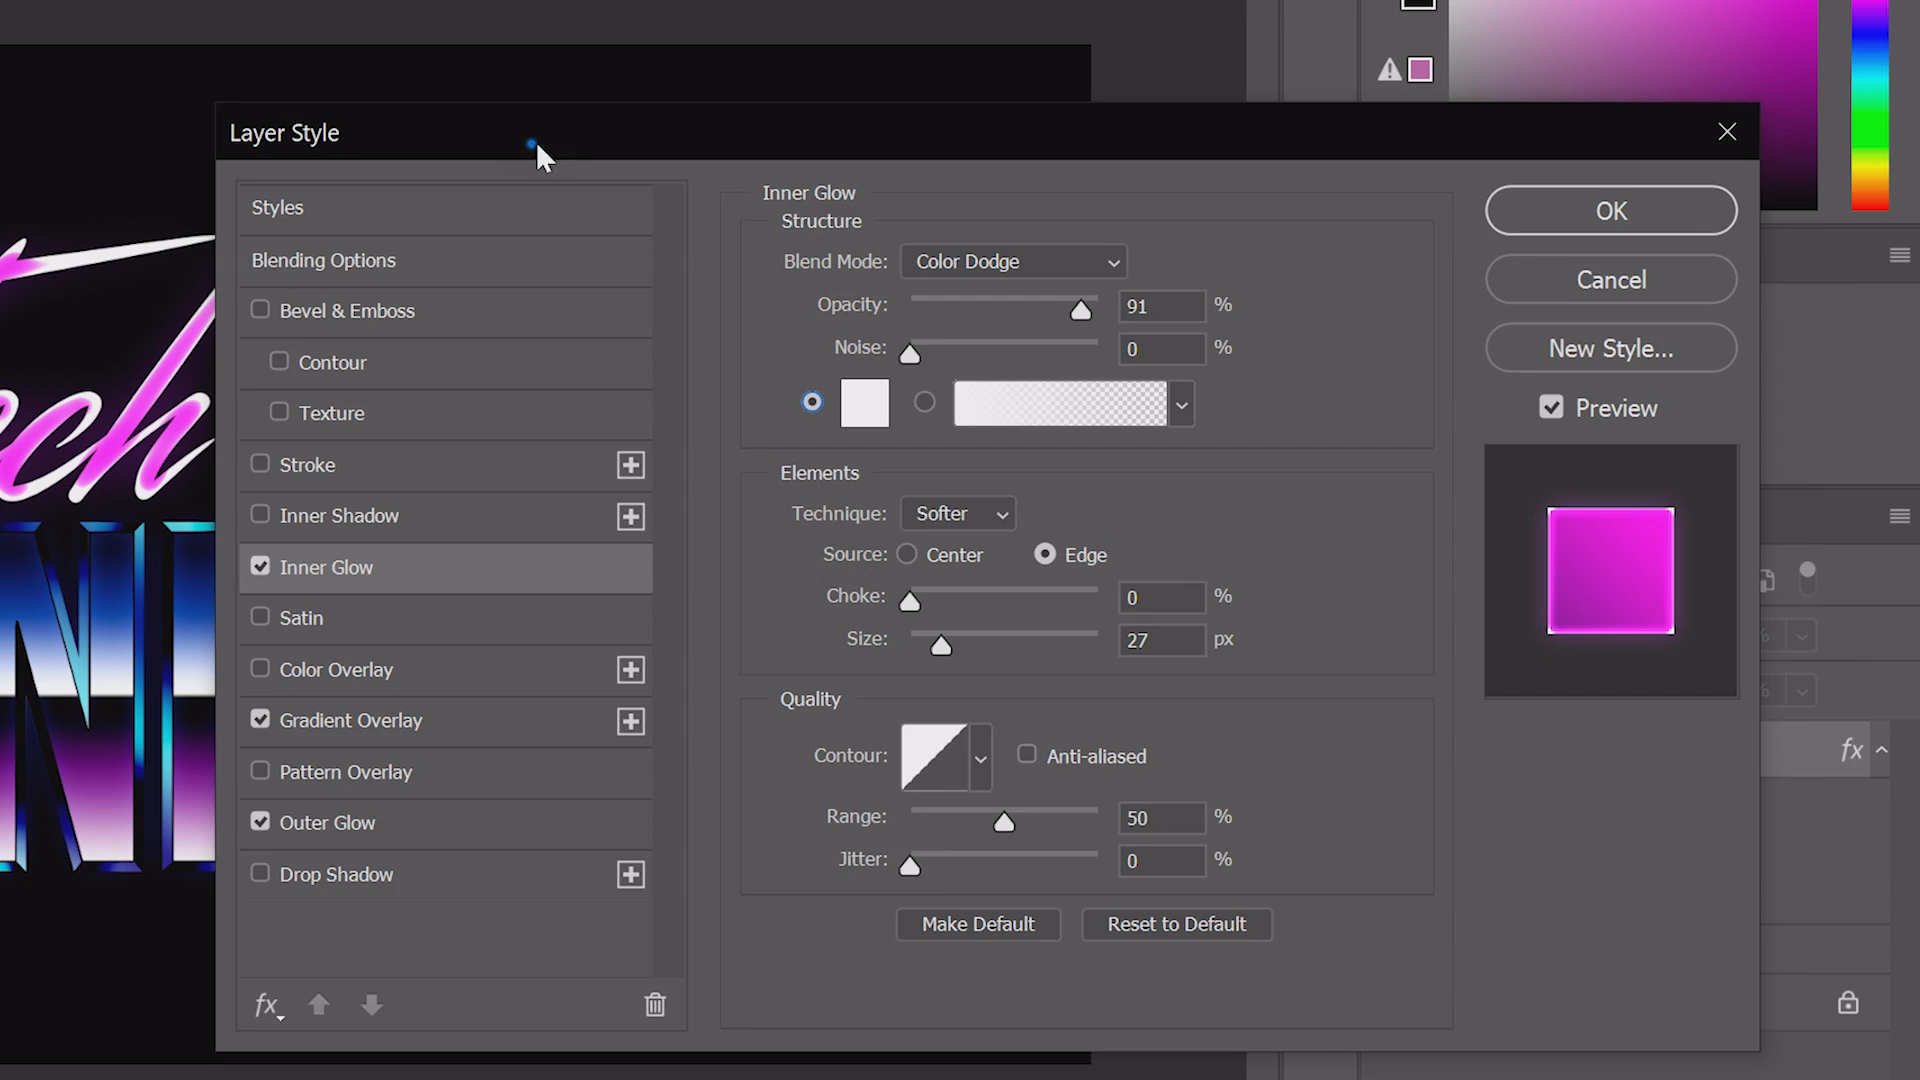 Layer Style
Styles
Blending Options
Bevel & Emboss
Contour
Texture
Stroke
Inner Shadow
Inner Glow
Satin
Color Overlay
Gradient Overlay
Pattern Overlay
Outer Glow
Drop Shadow
fx
Inner Glow
Structure
Blend Mode: Color Dodge
Opacity: 91 %
Noise: 0 %
Elements
Technique: Softer
Source: Center Edge
Choke: 0 %
Size: 27 px
Quality
Contour: Anti-aliased
Range: 50 %
Jitter: 0 %
Make Default Reset to Default
OK
Cancel
New Style...
Preview
%
%
fx